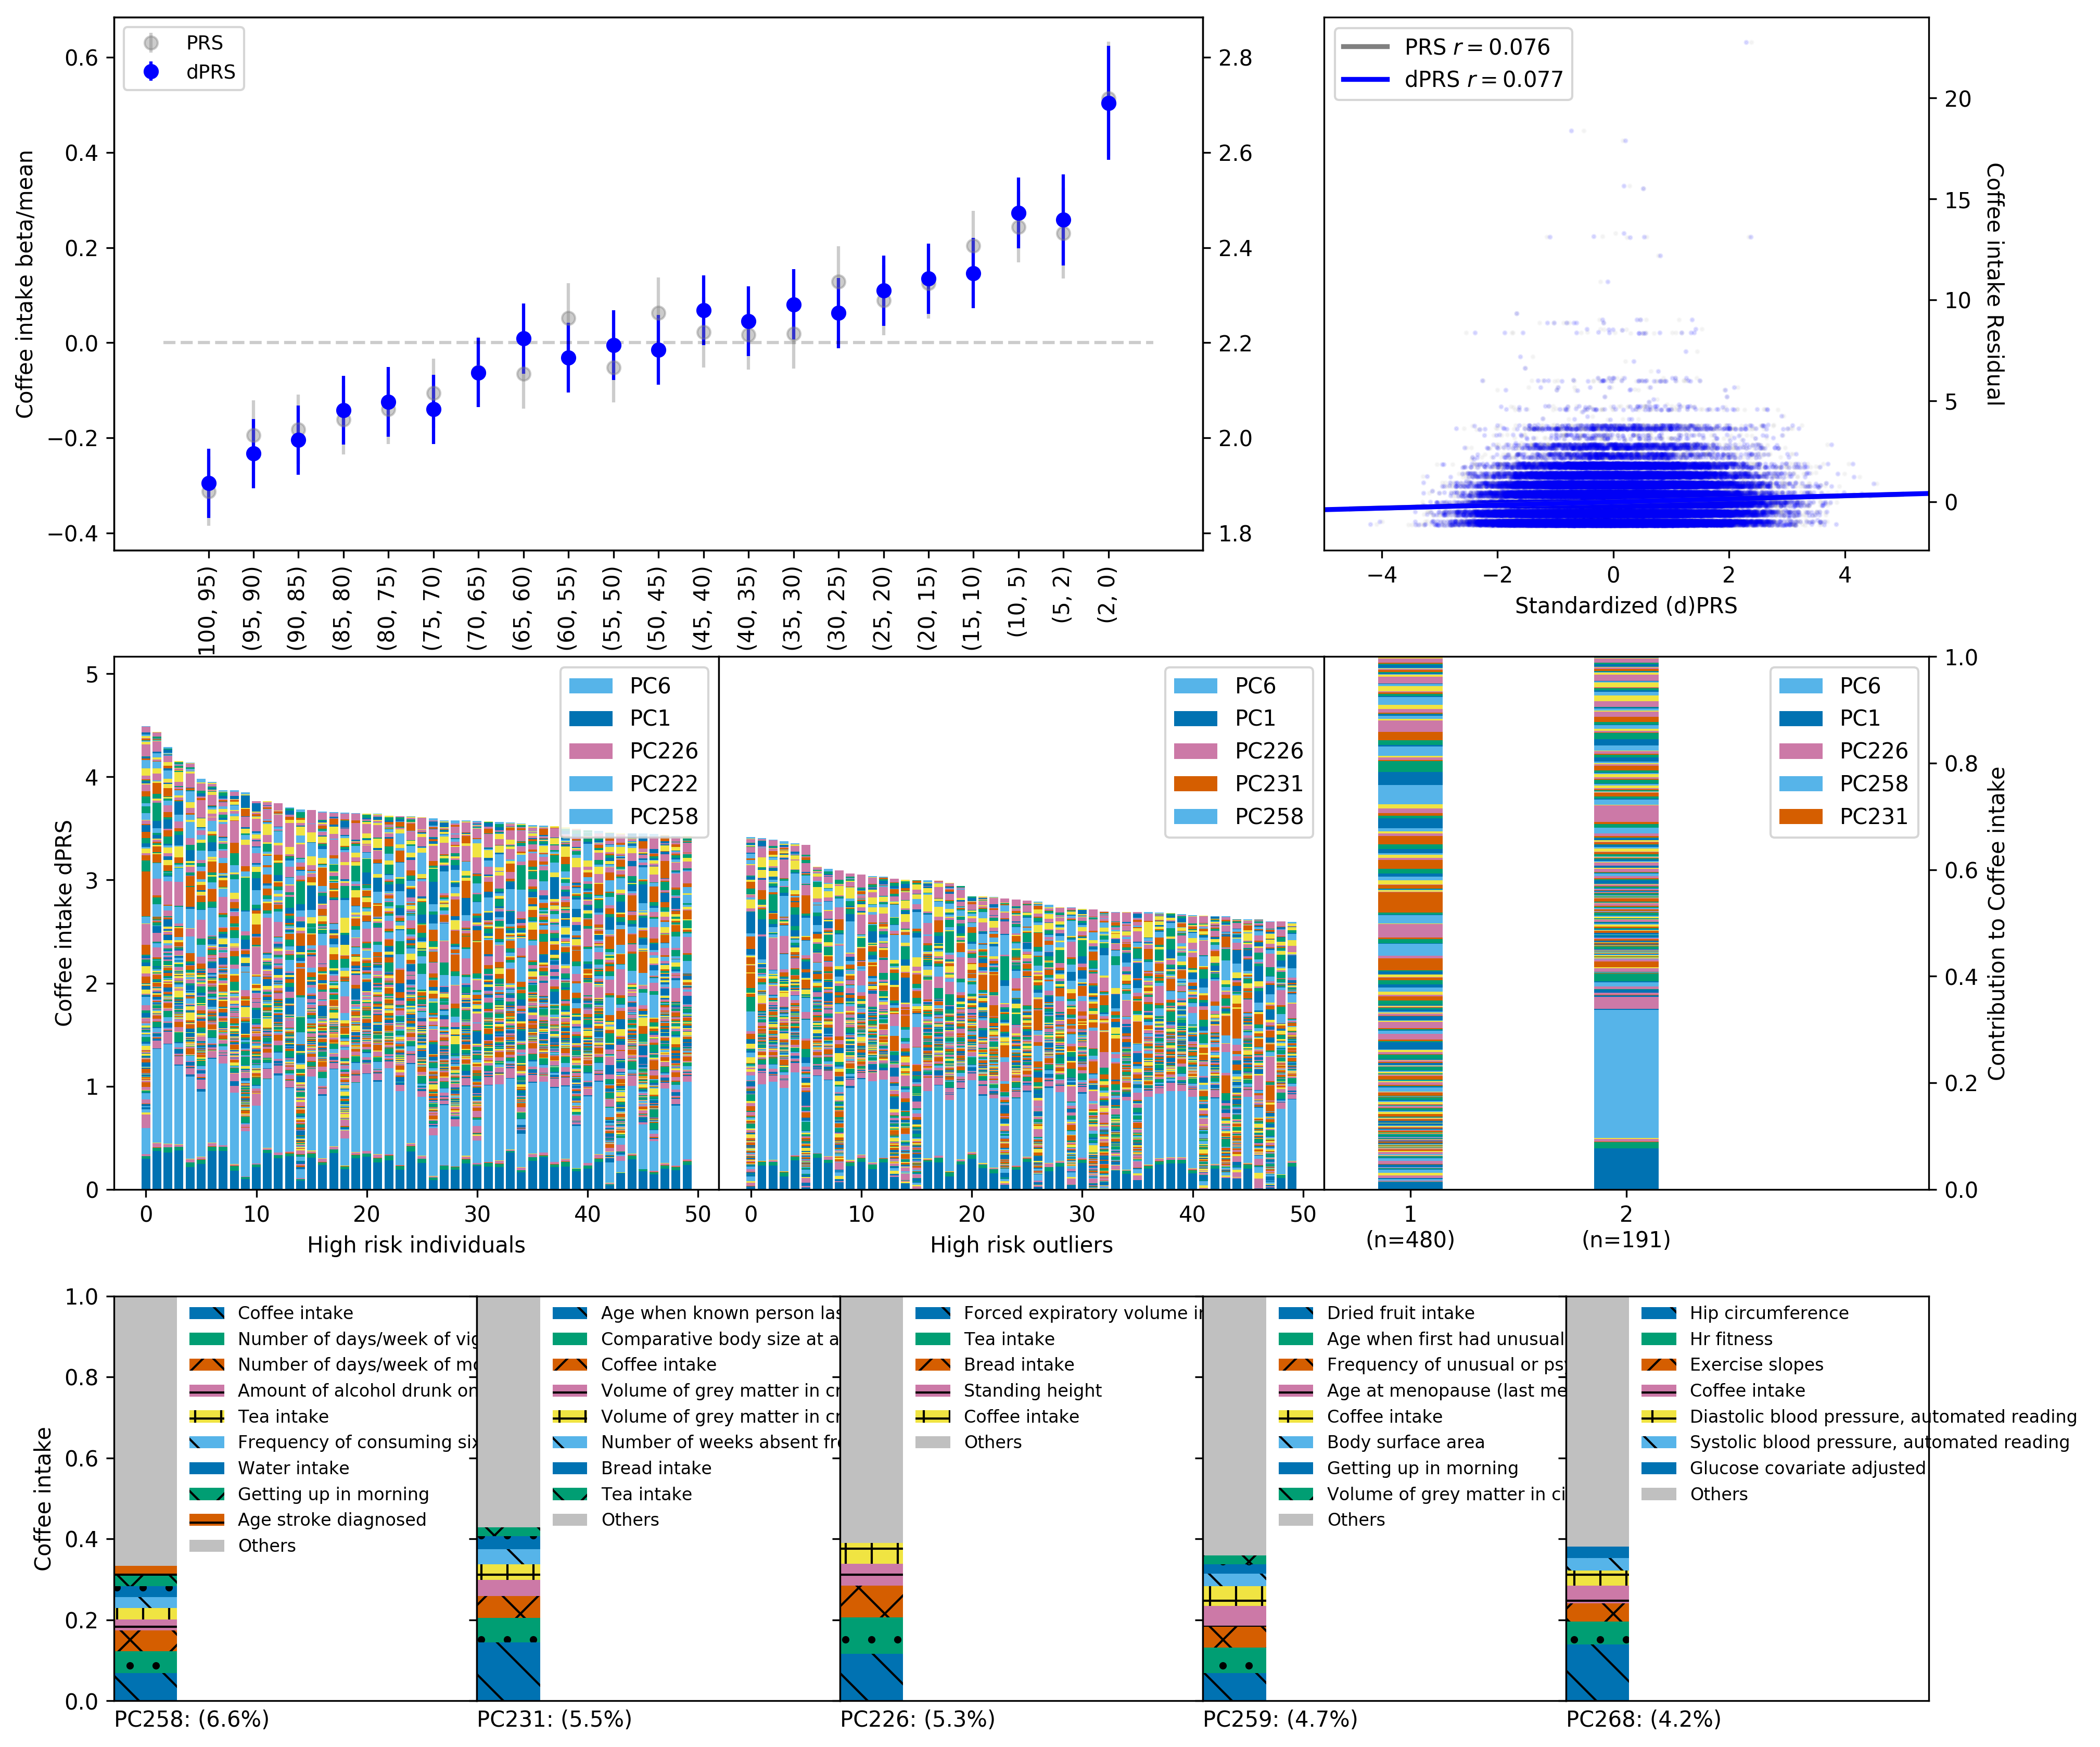 PRS
dPRS
0.6
0.4
0.2
0.0
−0.2
−0.4
Coffee intake beta/mean
2.8
2.6
2.4
2.2
2.0
1.8
100, 95)
(95, 90)
(90, 85)
(85, 80)
(80, 75)
(75, 70)
(70, 65)
(65, 60)
(60, 55)
(55, 50)
(50, 45)
(45, 40)
(40, 35)
(35, 30)
(30, 25)
(25, 20)
(20, 15)
(15, 10)
(10, 5)
(5, 2)
(2, 0)
PRS r = 0.076
dPRS r = 0.077
20
15
10
5
0
Coffee intake Residual
−4 −2 0 2 4
Standardized (d)PRS
5
4
3
2
1
0
Coffee intake dPRS
PC6
PC1
PC226
PC222
PC258
0 10 20 30 40 50
High risk individuals
PC6
PC1
PC226
PC231
PC258
0 10 20 30 40 50
High risk outliers
PC6
PC1
PC226
PC258
PC231
1.0
0.8
0.6
0.4
0.2
0.0
Contribution to Coffee intake
1
(n=480)
2
(n=191)
1.0
0.8
0.6
0.4
0.2
0.0
Coffee intake
Coffee intake
Number of days/week of vig
Number of days/week of mo
Amount of alcohol drunk on
Tea intake
Frequency of consuming six
Water intake
Getting up in morning
Age stroke diagnosed
Others
PC258: (6.6%)
Age when known person las
Comparative body size at a
Coffee intake
Volume of grey matter in cr
Volume of grey matter in cr
Number of weeks absent fro
Bread intake
Tea intake
Others
PC231: (5.5%)
Forced expiratory volume in
Tea intake
Bread intake
Standing height
Coffee intake
Others
PC226: (5.3%)
Dried fruit intake
Age when first had unusual
Frequency of unusual or psy
Age at menopause (last me
Coffee intake
Body surface area
Getting up in morning
Volume of grey matter in ci
Others
PC259: (4.7%)
Hip circumference
Hr fitness
Exercise slopes
Coffee intake
Diastolic blood pressure, automated reading
Systolic blood pressure, automated reading
Glucose covariate adjusted
Others
PC268: (4.2%)